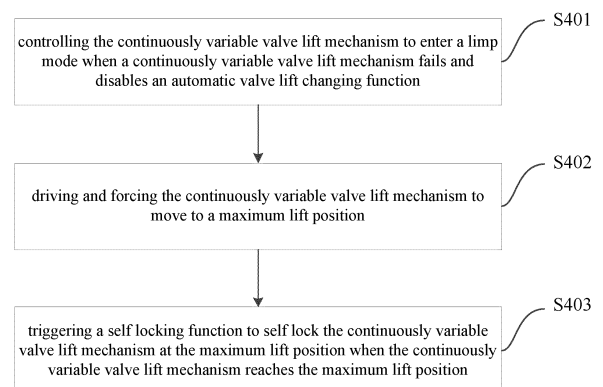 S401
controlling the continuously variable valve lift mechanism to enter a limp
mode when a continuously variable valve lift mechanism fails and
disables an automatic valve lift changing function
S402
driving and forcing the continuously variable valve lift mechanism to
move to a maximum lift position
S403
triggering a self locking function to self lock the continuously variable
valve lift mechanism at the maximum lift position when the continuously
variable valve lift mechanism reaches the maximum lift position